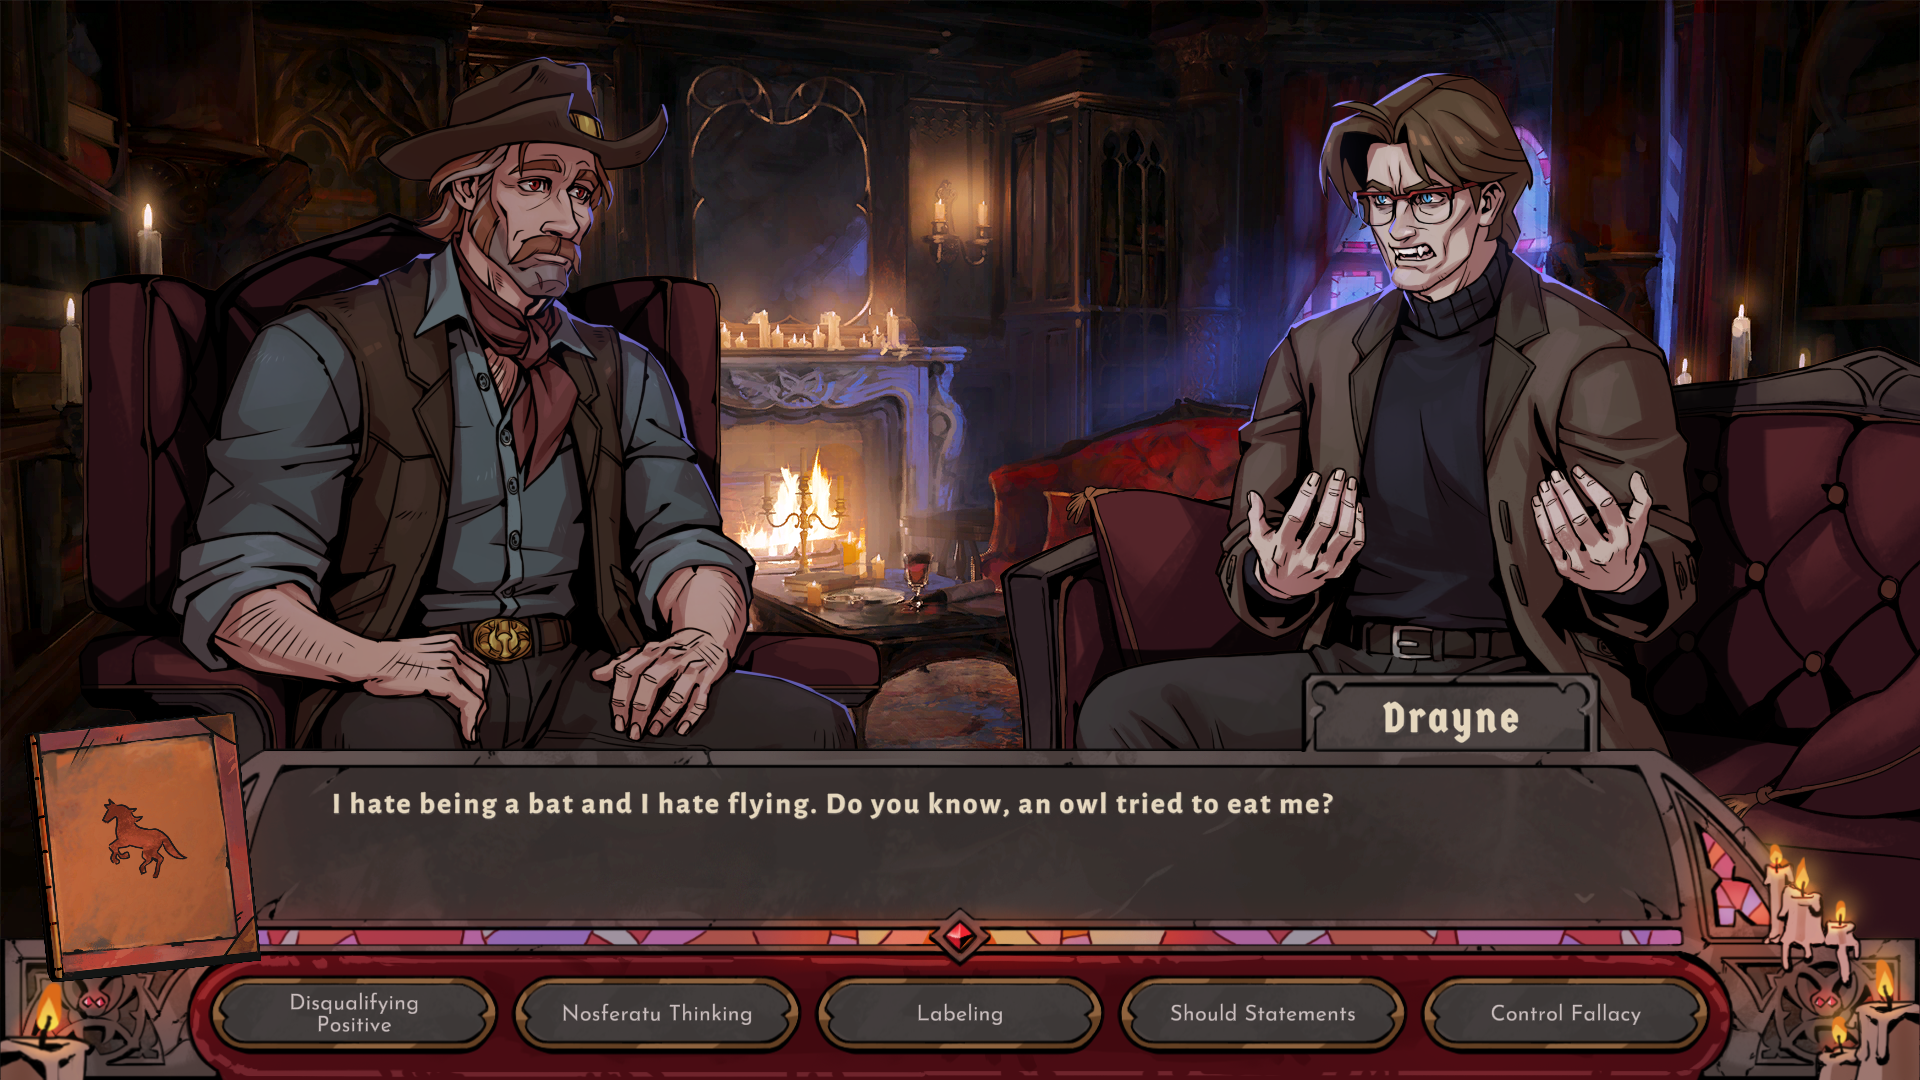 Drayne
I hate being a bat and I hate flying. Do you know, an owl tried to eat me?
Disqualifying
Positive
Nosferatu Thinking
Labeling
Should Statements
Control Fallacy